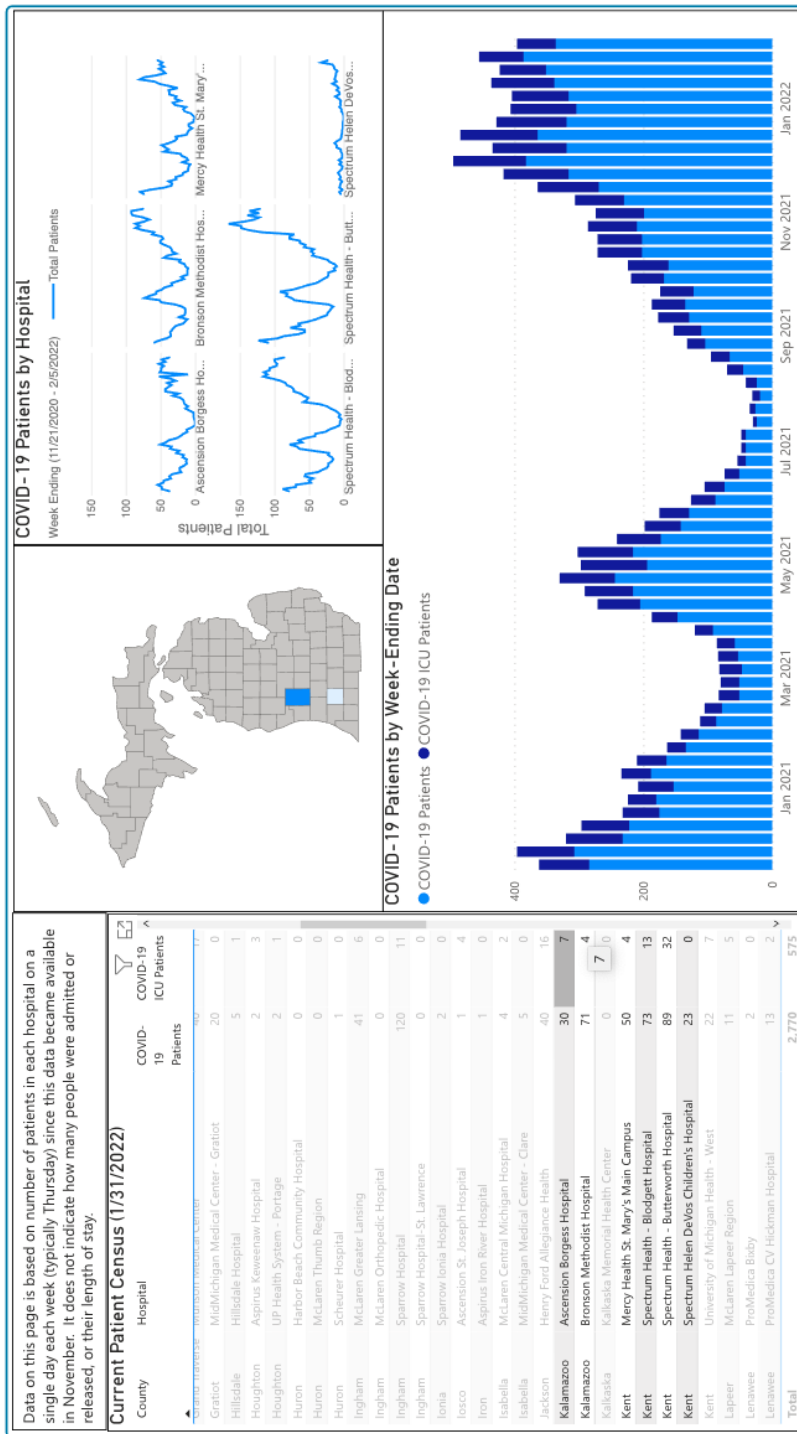 Data on this page is based on number of patients in each hospital on a
single day each week (typically Thursday) since this data became available
in November.  It does not indicate how many people were admitted or
released, or their length of stay.
Current Patient Census (1/31/2022)
County Hospital COVID-19 Patients COVID-19 ICU Patients
Grand Traverse Munson Medical Center 40 17
Gratiot MidMichigan Medical Center - Gratiot 20 0
Hillsdale Hillsdale Hospital 5 1
Houghton Aspirus Keweenaw Hospital 2 3
Houghton UP Health System - Portage 2 1
Huron Harbor Beach Community Hospital 0 0
Huron McLaren Thumb Region 0 0
Huron Scheurer Hospital 1 0
Ingham McLaren Greater Lansing 41 6
Ingham McLaren Orthopedic Hospital 0 0
Ingham Sparrow Hospital 120 11
Ingham Sparrow Hospital-St. Lawrence 0 0
Ionia Sparrow Ionia Hospital 2 0
Iosco Ascension St. Joseph Hospital 1 4
Iron Aspirus Iron River Hospital 1 0
Isabella McLaren Central Michigan Hospital 4 2
Isabella MidMichigan Medical Center - Clare 5 0
Jackson Henry Ford Allegiance Health 40 16
Kalamazoo Ascension Borgess Hospital 30 7
Kalamazoo Bronson Methodist Hospital 71 4
7
Kalkaska Kalkaska Memorial Health Center 0 0
Kent Mercy Health St. Mary's Main Campus 50 4
Kent Spectrum Health - Blodgett Hospital 73 13
Kent Spectrum Health - Butterworth Hospital 89 32
Kent Spectrum Helen DeVos Children's Hospital 23 0
Kent University of Michigan Health - West 22 7
Lapeer McLaren Lapeer Region 11 5
Lenawee ProMedica Bixby 2 0
Lenawee ProMedica CV Hickman Hospital 13 2
Total 2,770 575
COVID-19 Patients by Hospital
Week Ending (11/21/2020 - 2/5/2022) Total Patients
Total Patients
150
100
50
0
Ascension Borgess Ho...
Bronson Methodist Hos...
Mercy Health St. Mary'...
150
100
50
0
Spectrum Health - Blod...
Spectrum Health - Butt...
Spectrum Helen DeVos...
COVID-19 Patients by Week-Ending Date
COVID-19 Patients COVID-19 ICU Patients
400
200
0
Jan 2021 Mar 2021 May 2021 Jul 2021 Sep 2021 Nov 2021 Jan 2022